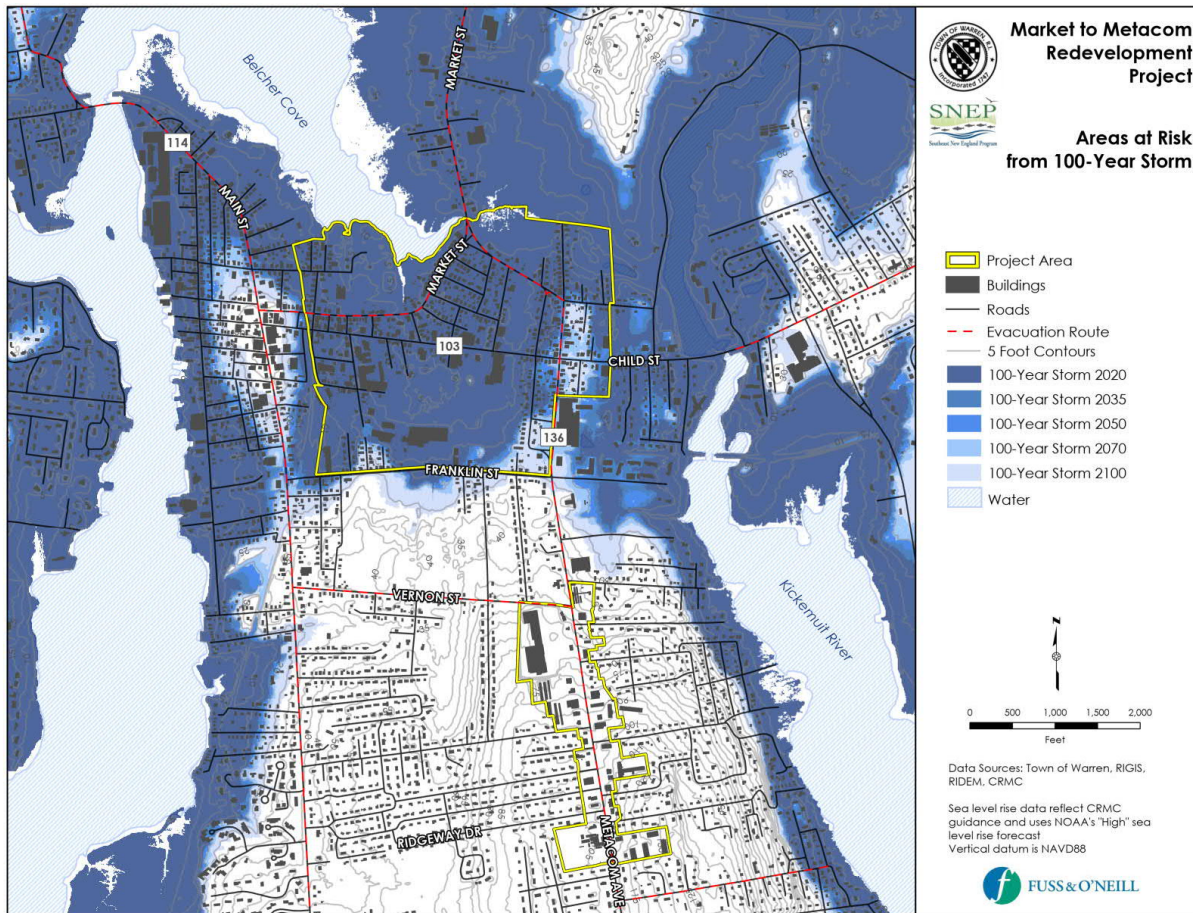 Market to Metacom
Redevelopment
Project
Areas at Risk
from 100-Year Storm
TOWN OF WARREN, R.I.
Incorporated 1747
SNEP
Southeast New England Program
Project Area
Buildings
Roads
Evacuation Route
5 Foot Contours
100-Year Storm 2020
100-Year Storm 2035
100-Year Storm 2050
100-Year Storm 2070
100-Year Storm 2100
Water
N
0 500 1,000 1,500 2,000
Feet
Data Sources: Town of Warren, RIGIS,
RIDEM, CRMC
Sea level rise data reflect CRMC
guidance and uses NOAA's "High" sea
level rise forecast
Vertical datum is NAVD88
FUSS & O'NEILL
Belcher Cove
MARKET ST
114
MAIN ST
MARKET ST
103
CHILD ST
136
FRANKLIN ST
VERNON ST
Kickemuit River
RIDGEWAY DR
METACOM AVE